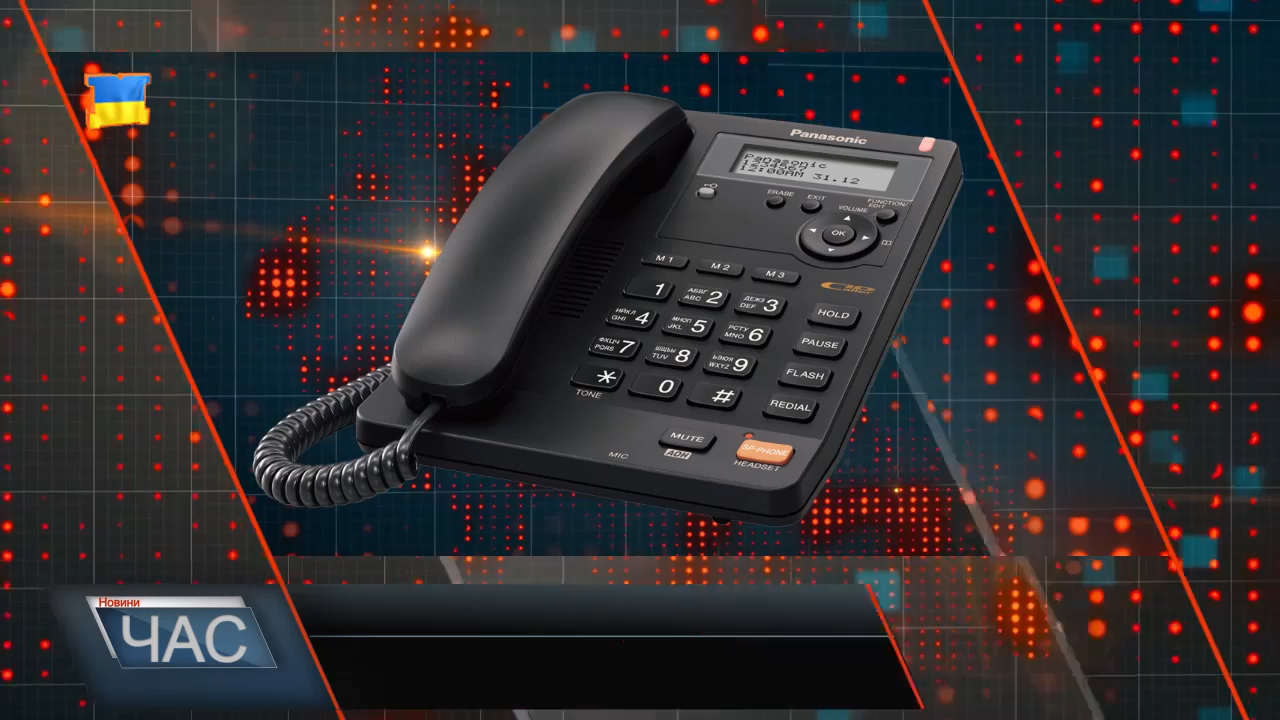 Panasonic
Panasonic
12:00AM 31.12
ERASE
EXIT
VOLUME
FUNCTION/
EDIT
OK
M 1
M 2
M 3
1
АБВГ
ABC 2
ДЕЖЗ
DEF 3
HOLD
ИЙКЛ
GHI 4
МНОП
JKL 5
РСТУ
MNO 6
PAUSE
ФХЦЧ
PQRS 7
ШЩЪЫ
TUV 8
ЬЭЮЯ
WXYZ 9
FLASH
*
0
#
REDIAL
TONE
MUTE
SP-PHONE
MIC
АОН
HEADSET
Новини
ЧАС